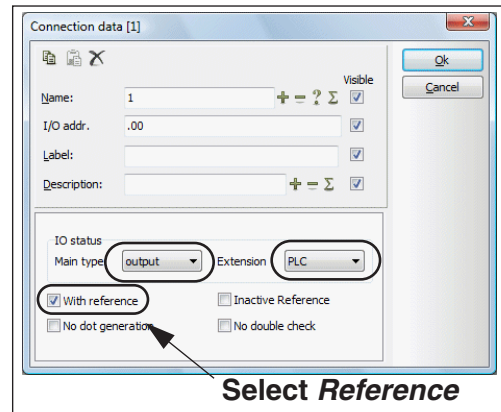 Connection data [1]
Ok
Cancel
Visible
Name: 1
I/O addr. .00
Label:
Description:
IO status
Main type output Extension PLC
With reference Inactive Reference
No dot generation No double check
Select Reference